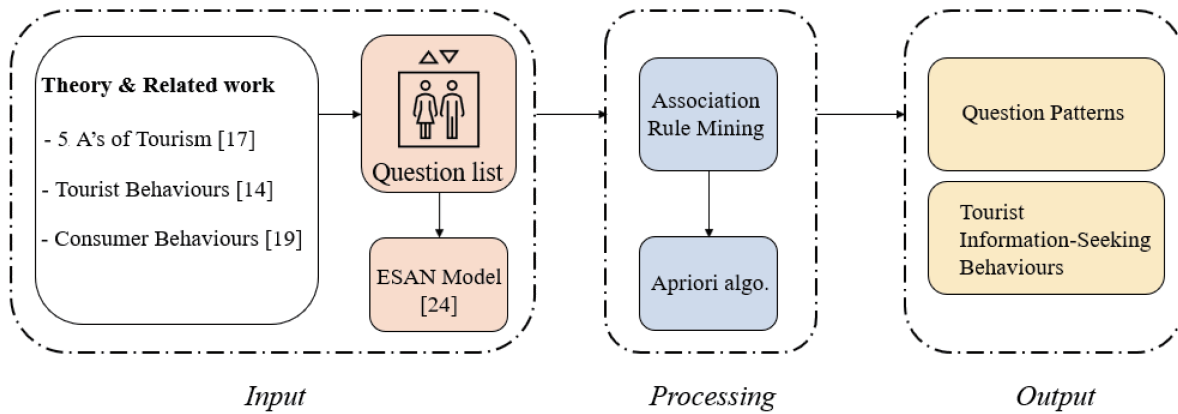 Theory & Related work
- 5 A's of Tourism [17]
- Tourist Behaviours [14]
- Consumer Behaviours [19]
Question list
ESAN Model
[24]
Association
Rule Mining
Apriori algo.
Question Patterns
Tourist
Information-Seeking
Behaviours
Input
Processing
Output